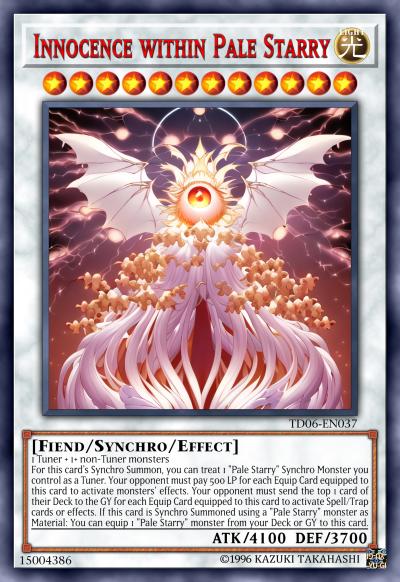 INNOCENCE WITHIN PALE STARRY
LIGHT
光
TD06-EN037
[FIEND/SYNCHRO/EFFECT]
1 Tuner + 1+ non-Tuner monsters
For this card's Synchro Summon, you can treat 1 "Pale Starry" Synchro Monster you
control as a Tuner. Your opponent must pay 500 LP for each Equip Card equipped
to this card to activate monsters' effects. Your opponent must send the top 1 card of
their Deck to the GY for each Equip Card equipped to this card to activate Spell/Trap
cards or effects. If this card is Synchro Summoned using a "Pale Starry" monster as
Material: You can equip 1 "Pale Starry" monster from your Deck or GY to this card.
ATK/4100 DEF/3700
15004386
©1996 KAZUKI TAKAHASHI